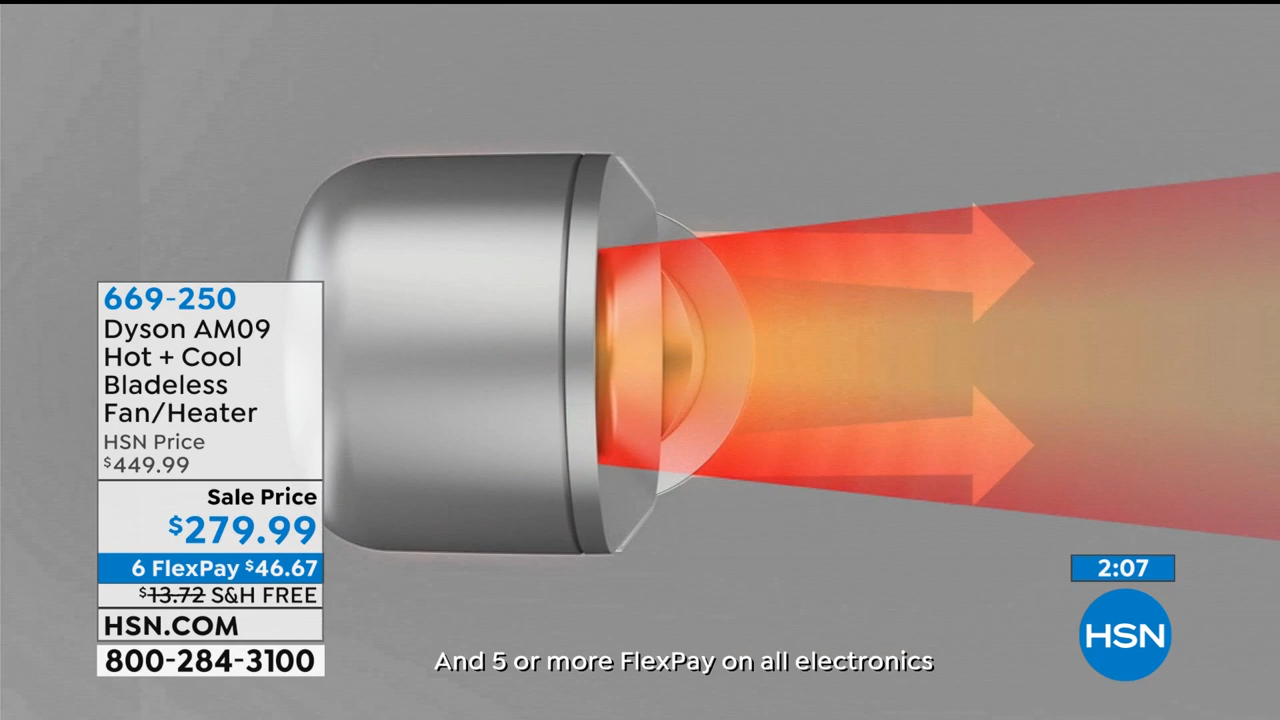 669-250
Dyson AM09
Hot + Cool
Bladeless
Fan/Heater
HSN Price
$449.99
Sale Price
$279.99
6 FlexPay $46.67
$13.72 S&H FREE
HSN.COM
800-284-3100
And 5 or more FlexPay on all electronics
2:07
HSN